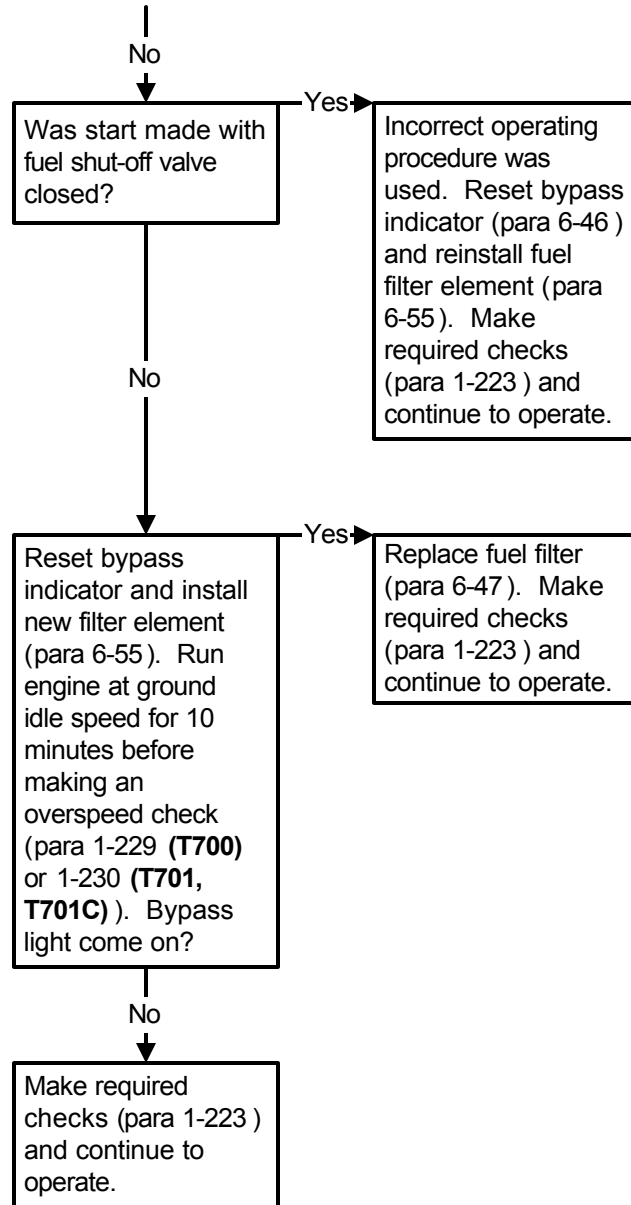 No
Was start made with
fuel shut-off valve
closed?
Yes
Incorrect operating
procedure was
used. Reset bypass
indicator (para 6-46 )
and reinstall fuel
filter element (para
6-55). Make
required checks
(para 1-223 ) and
continue to operate.
No
Reset bypass
indicator and install
new filter element
(para 6-55). Run
engine at ground
idle speed for 10
minutes before
making an
overspeed check
(para 1-229 (T700)
or 1-230 (T701,
T701C) ). Bypass
light come on?
Yes
Replace fuel filter
(para 6-47). Make
required checks
(para 1-223 ) and
continue to operate.
No
Make required
checks (para 1-223 )
and continue to
operate.